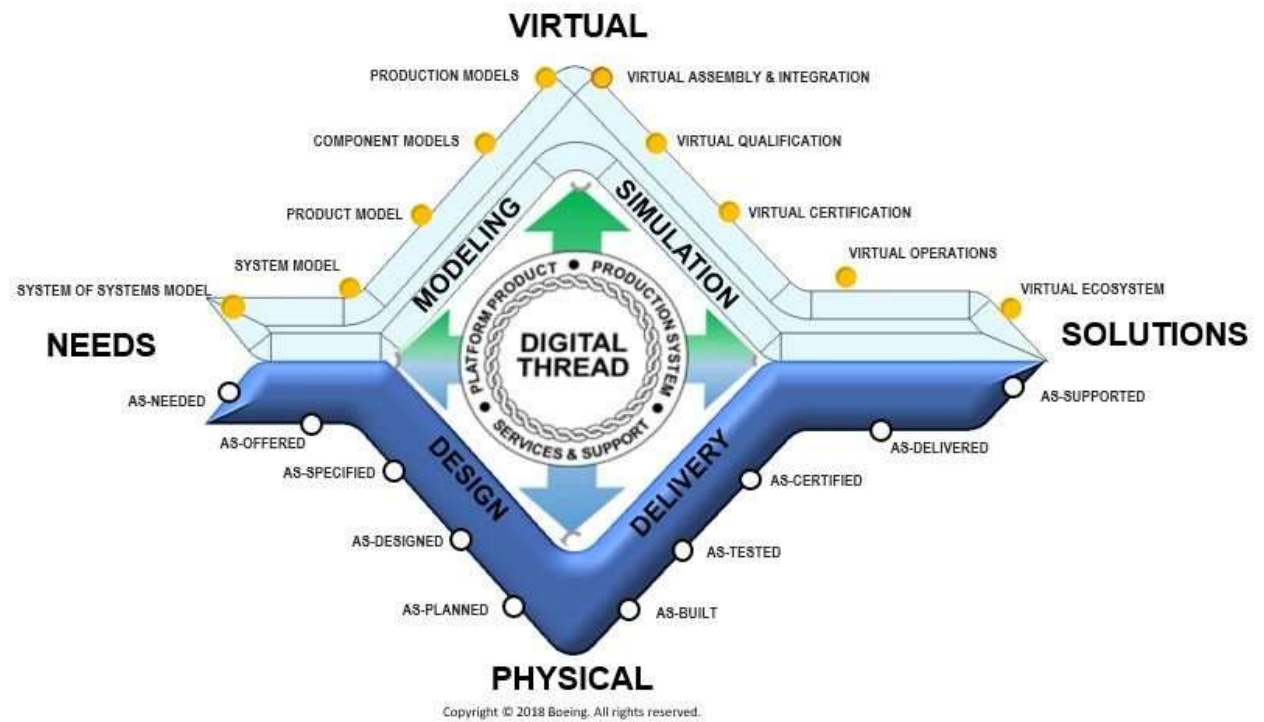 VIRTUAL
PRODUCTION MODELS
VIRTUAL ASSEMBLY & INTEGRATION
COMPONENT MODELS
VIRTUAL QUALIFICATION
PRODUCT MODEL
VIRTUAL CERTIFICATION
SYSTEM MODEL
VIRTUAL OPERATIONS
SYSTEM OF SYSTEMS MODEL
VIRTUAL ECOSYSTEM
MODELING
SIMULATION
NEEDS
SOLUTIONS
PLATFORM PRODUCT • PRODUCTION SYSTEM • SERVICES & SUPPORT •
DIGITAL
THREAD
AS-NEEDED
AS-SUPPORTED
AS-OFFERED
AS-DELIVERED
AS-SPECIFIED
AS-CERTIFIED
DESIGN
DELIVERY
AS-DESIGNED
AS-TESTED
AS-PLANNED
AS-BUILT
PHYSICAL
Copyright © 2018 Boeing. All rights reserved.